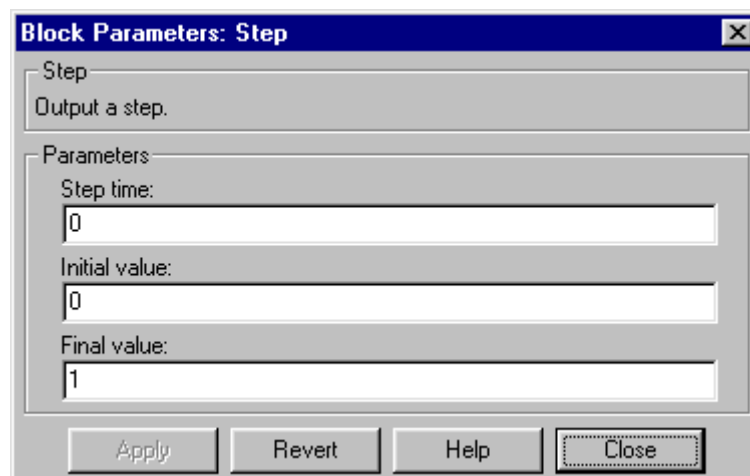 Block Parameters: Step
Step
Output a step.
Parameters
Step time:
0
Initial value:
0
Final value:
1
Apply Revert Help Close